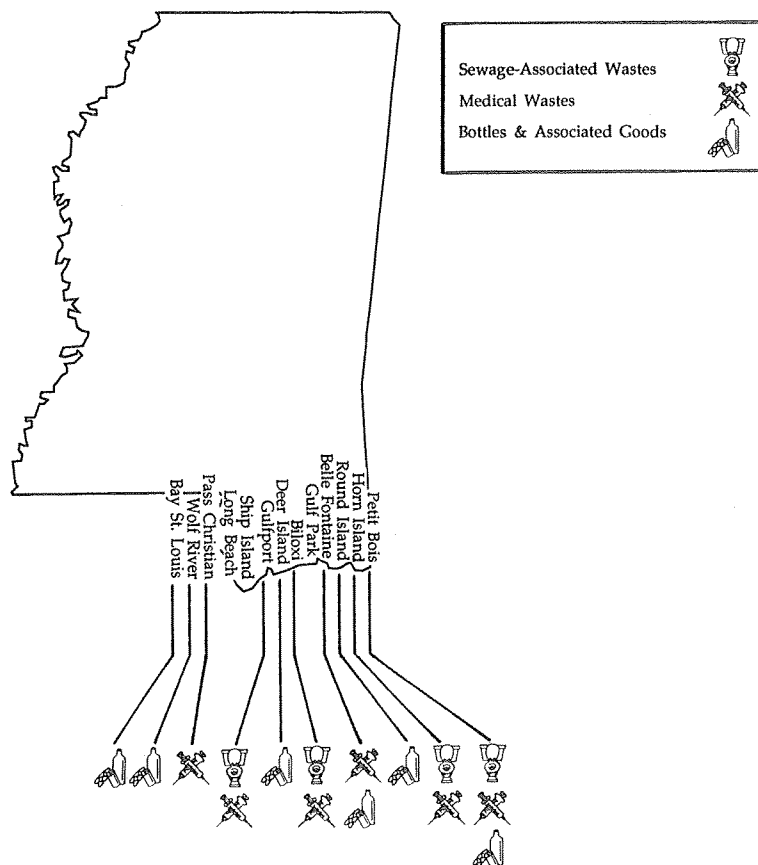 Sewage-Associated Wastes
Medical Wastes
Bottles & Associated Goods
Petit Bois
Horn Island
Round Island
Belle Fontaine
Gulf Park
Biloxi
Deer Island
Gulfport
Ship Island
Long Beach
Pass Christian
Wolf River
Bay St. Louis